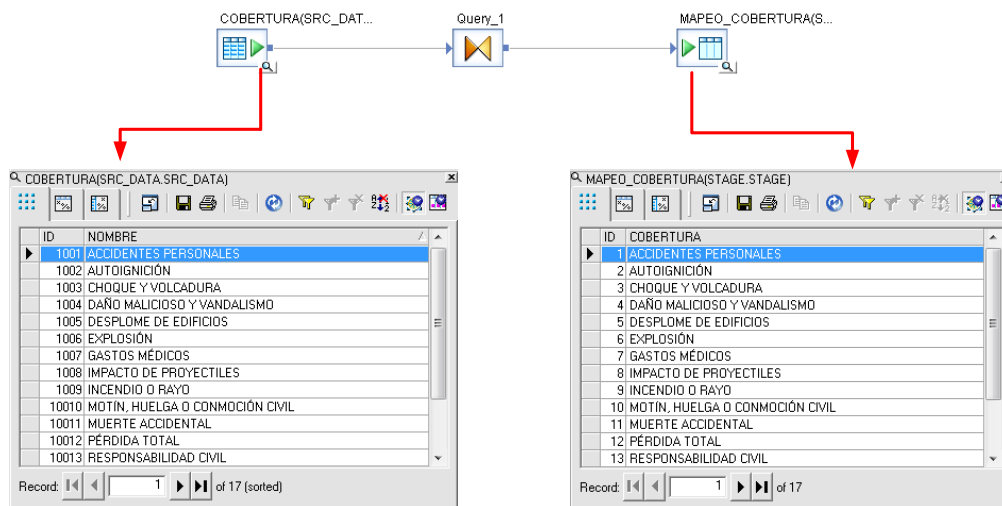 COBERTURA(SRC_DAT...
Query_1
MAPEO_COBERTURA(S...
COBERTURA(SRC_DATA.SRC_DATA)
ID NOMBRE
1001 ACCIDENTES PERSONALES
1002 AUTOIGNICIÓN
1003 CHOQUE Y VOLCADURA
1004 DAÑO MALICIOSO Y VANDALISMO
1005 DESPLOME DE EDIFICIOS
1006 EXPLOSIÓN
1007 GASTOS MÉDICOS
1008 IMPACTO DE PROYECTILES
1009 INCENDIO O RAYO
10010 MOTÍN, HUELGA O CONMOCIÓN CIVIL
10011 MUERTE ACCIDENTAL
10012 PÉRDIDA TOTAL
10013 RESPONSABILIDAD CIVIL
Record: 1 of 17 (sorted)
MAPEO_COBERTURA(STAGE.STAGE)
ID COBERTURA
1 ACCIDENTES PERSONALES
2 AUTOIGNICIÓN
3 CHOQUE Y VOLCADURA
4 DAÑO MALICIOSO Y VANDALISMO
5 DESPLOME DE EDIFICIOS
6 EXPLOSIÓN
7 GASTOS MÉDICOS
8 IMPACTO DE PROYECTILES
9 INCENDIO O RAYO
10 MOTÍN, HUELGA O CONMOCIÓN CIVIL
11 MUERTE ACCIDENTAL
12 PÉRDIDA TOTAL
13 RESPONSABILIDAD CIVIL
Record: 1 of 17